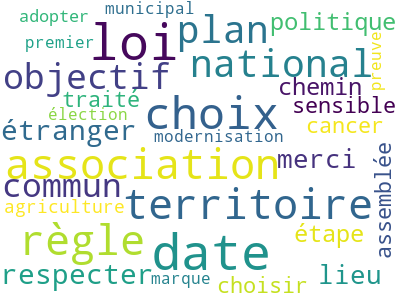 adopter municipal
loi plan politique
premier national preuve
objectif chemin
traité choix sensible
élection
étranger modernisation cancer
association merci assemblée
commun territoire
agriculture
règle date étape
respecter marque choisir lieu